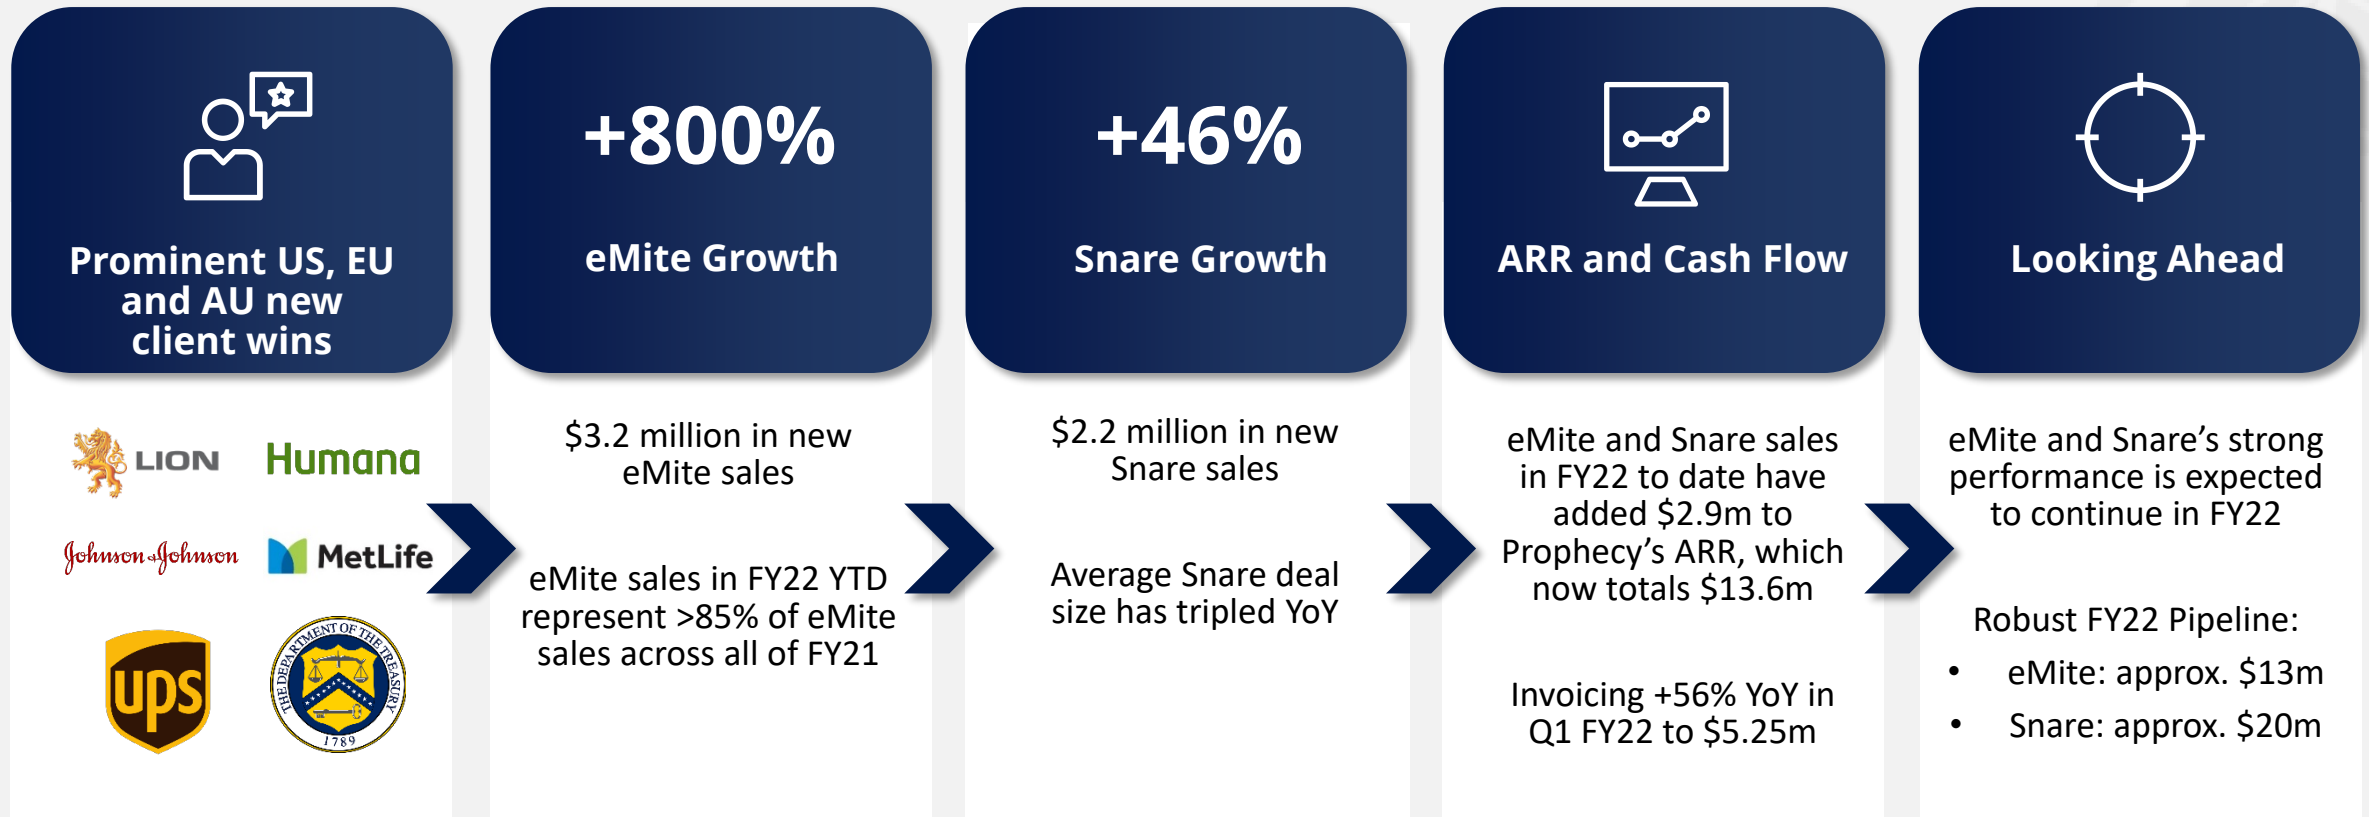 Prominent US, EU
and AU new
client wins
LION
Humana
Johnson & Johnson
MetLife
ups
THE DEPARTMENT OF THE TREASURY
1789
+800%
eMite Growth
$3.2 million in new
eMite sales
eMite sales in FY22 YTD
represent >85% of eMite
sales across all of FY21
+46%
Snare Growth
$2.2 million in new
Snare sales
Average Snare deal
size has tripled YoY
ARR and Cash Flow
eMite and Snare sales
in FY22 to date have
added $2.9m to
Prophecy’s ARR, which
now totals $13.6m
Invoicing +56% YoY in
Q1 FY22 to $5.25m
Looking Ahead
eMite and Snare’s strong
performance is expected
to continue in FY22
Robust FY22 Pipeline:
• eMite: approx. $13m
• Snare: approx. $20m